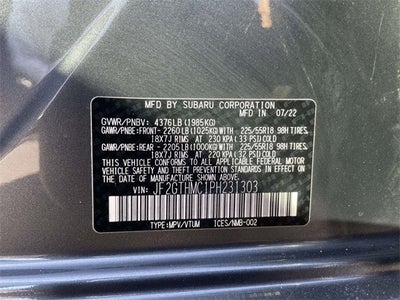 MFD BY SUBARU CORPORATION
MADE IN 07/22
GVWR/PNBV: 4376LB (1985KG)
GAWR/PNBE:FRONT- 2260LB (1025KG) WITH/AVEC 225/55R18 98H TIRES
18X7J RIMS AT 230 KPA (33 PSI) COLD
GAWR/PNBE:REAR - 2205LB (1000KG) WITH/AVEC 225/55R18 98H TIRES
18X7J RIMS AT 220 KPA (32 PSI) COLD
THIS VEHICLE CONFORMS TO ALL APPLICABLE FEDERAL MOTOR
VEHICLE SAFETY AND THEFT PREVENTION STANDARDS IN
EFFECT ON THE DATE OF MANUFACTURE SHOWN ABOVE.
VIN: JF2GTHMC1PH231303
TYPE:MPV/VTUM ICES/NMB-002